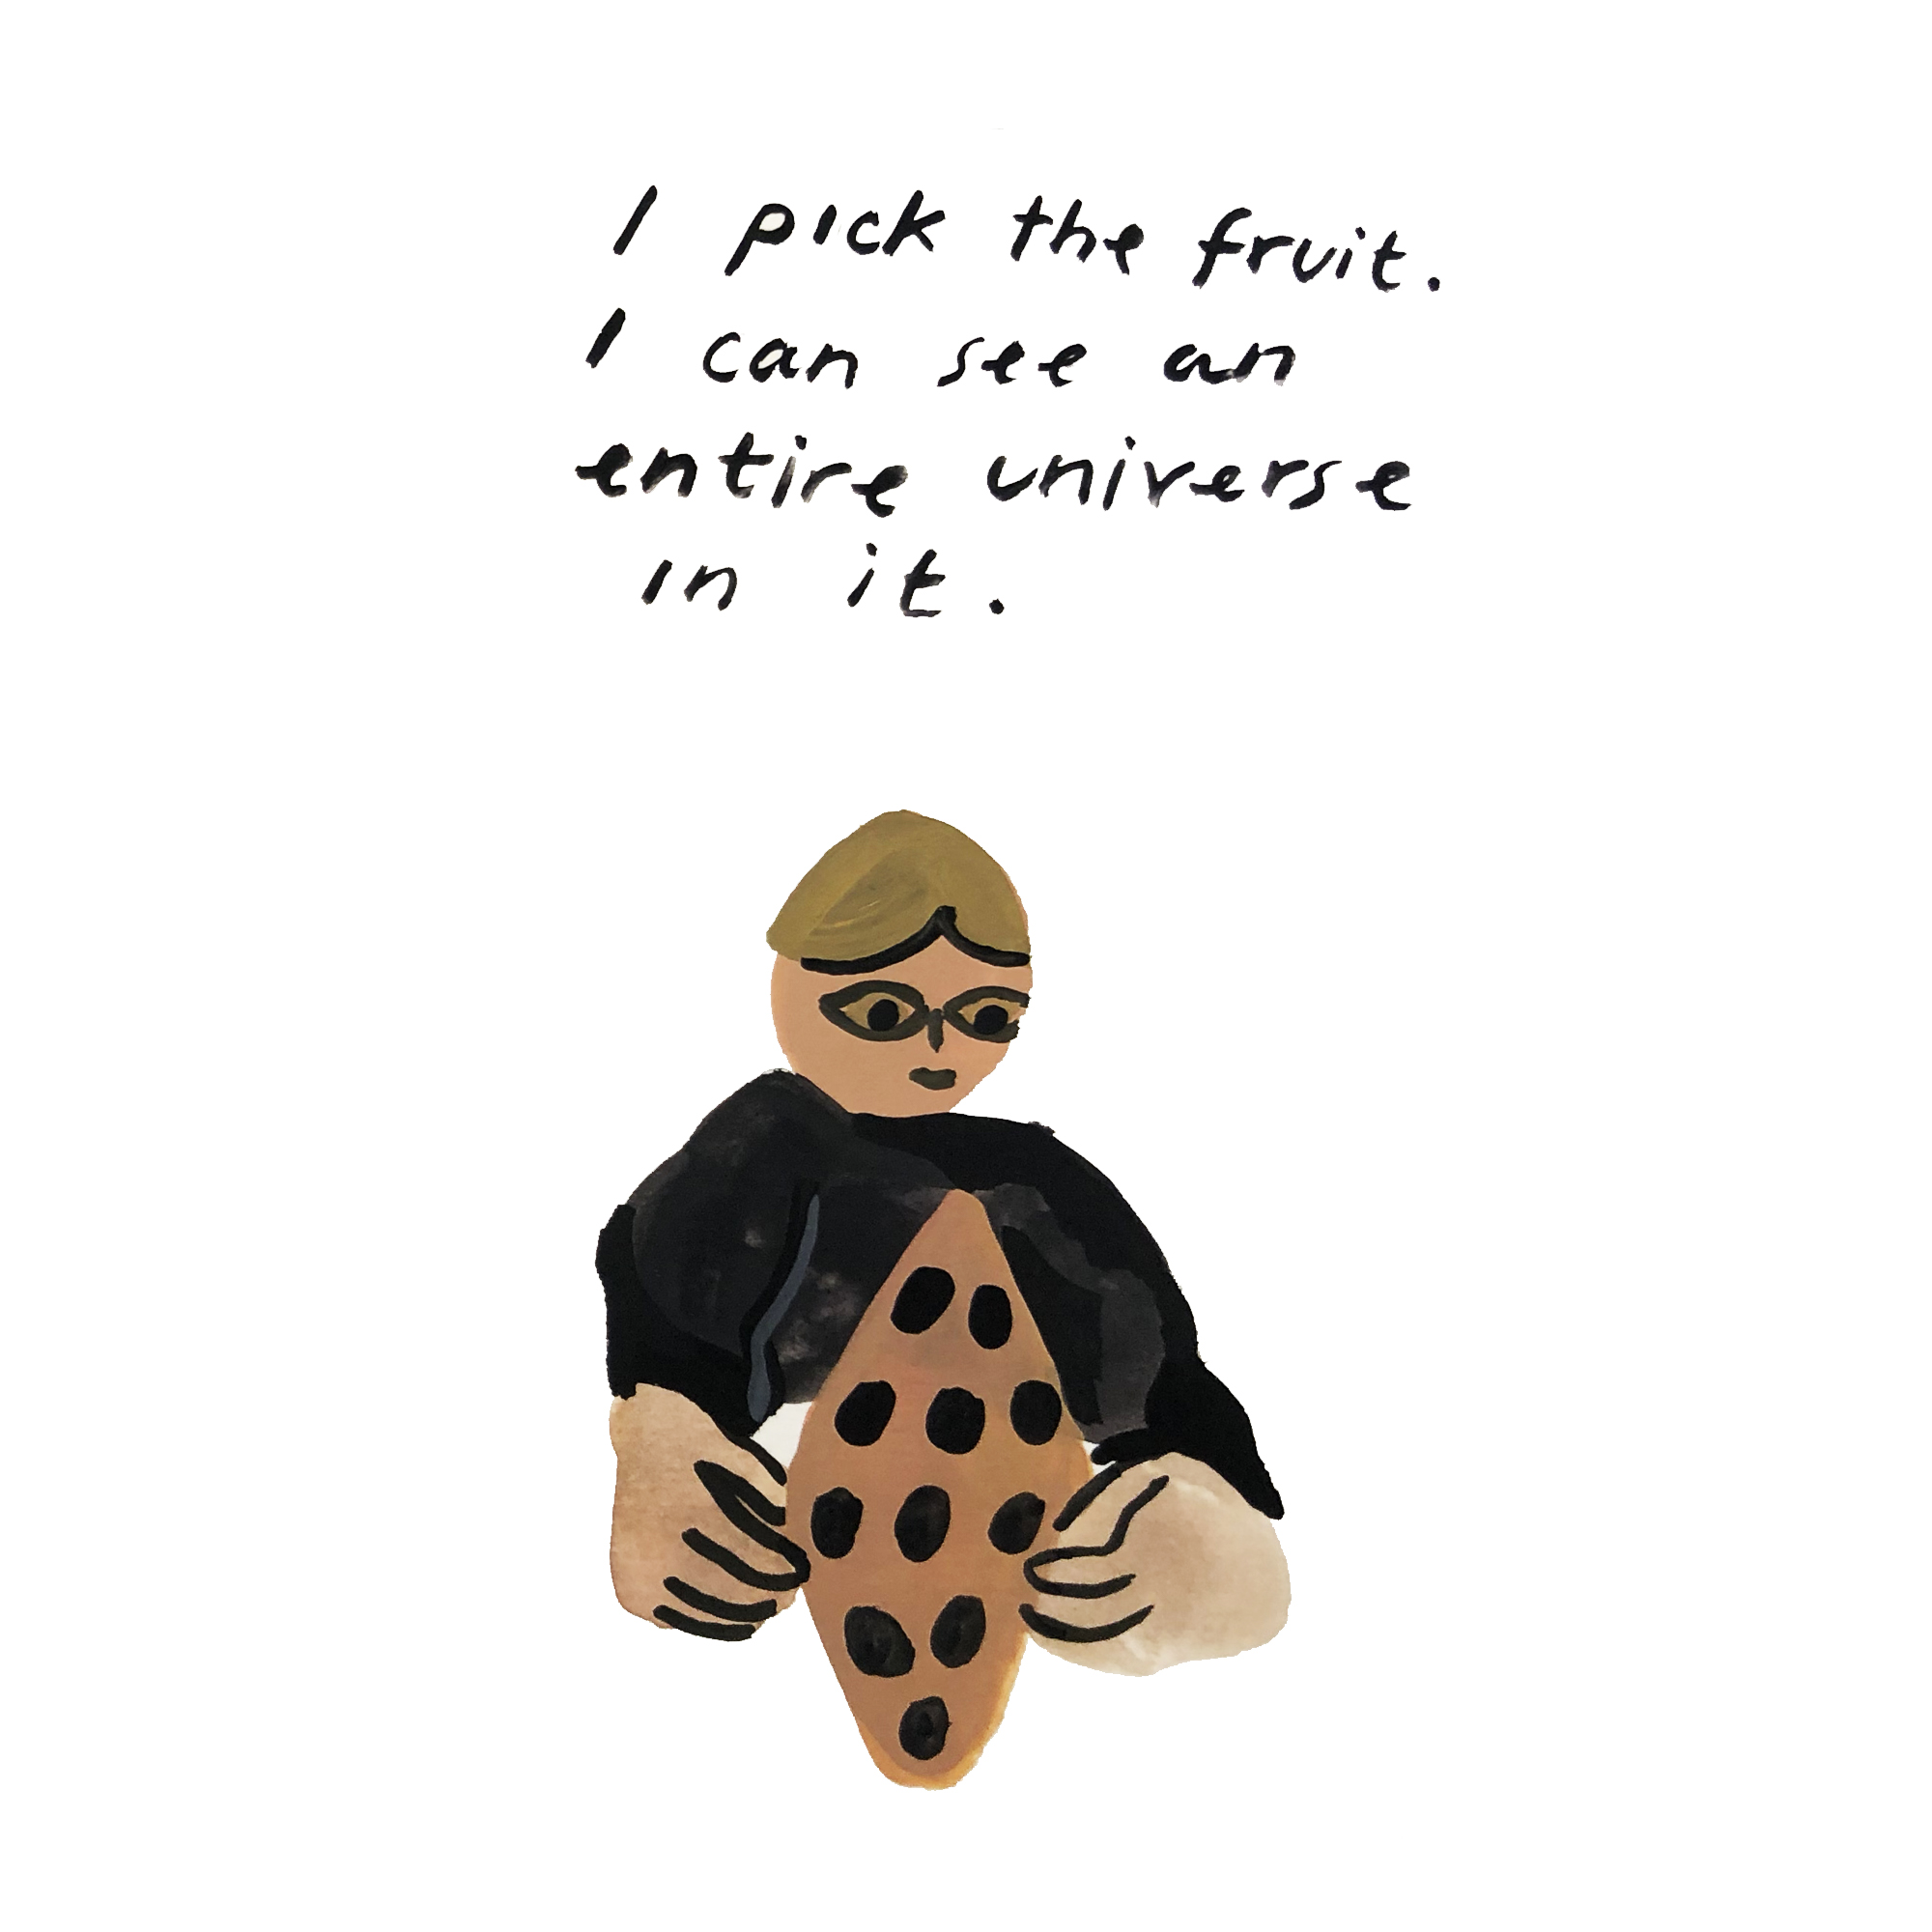 I pick the fruit.
I can see an
entire universe
in it.